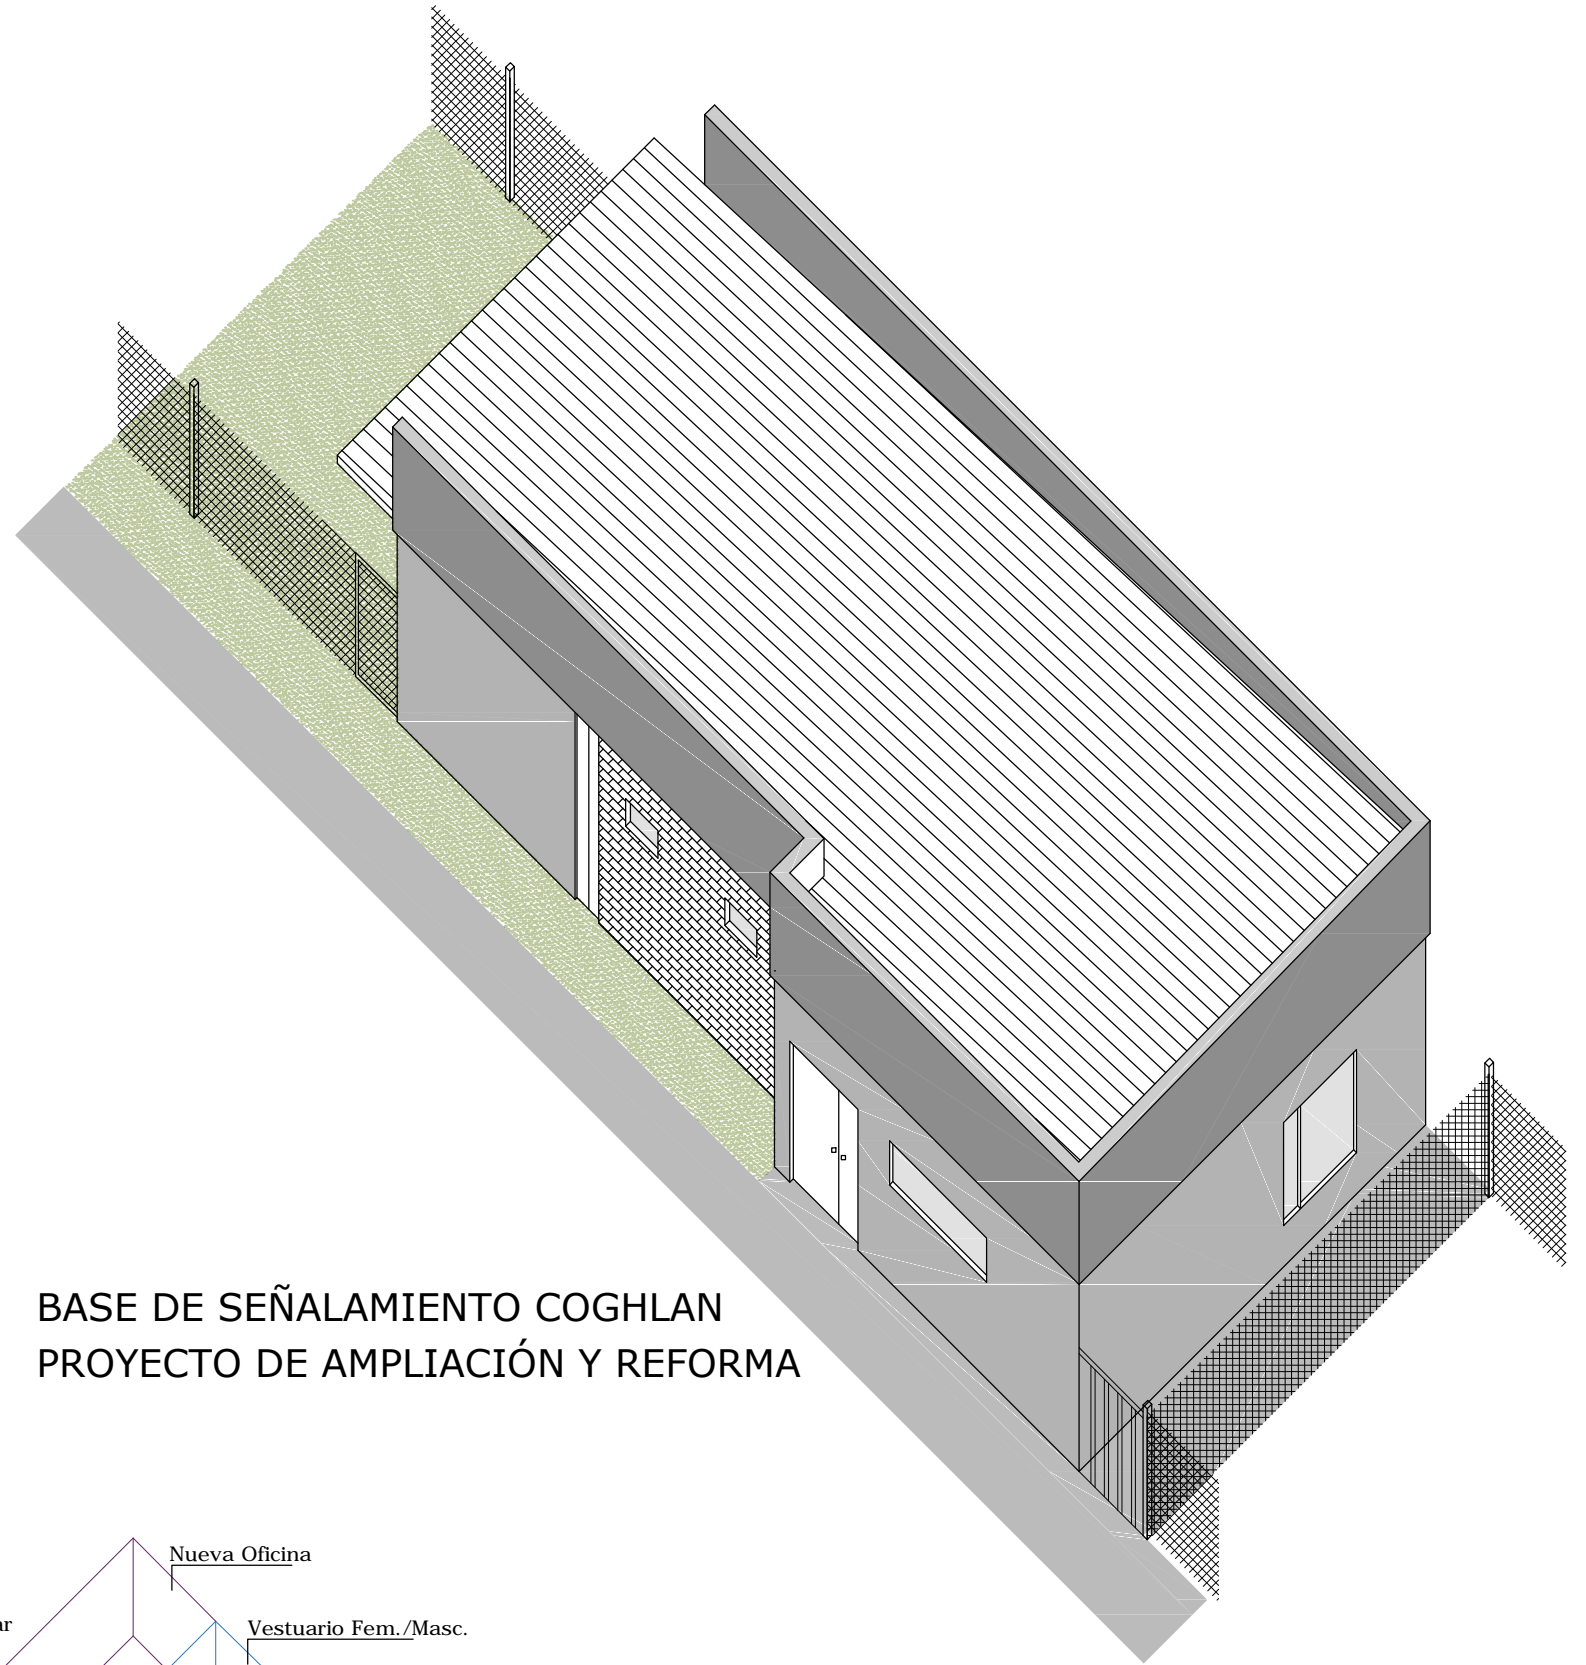 BASE DE SEÑALAMIENTO COGHLAN
PROYECTO DE AMPLIACIÓN Y REFORMA
Nueva Oficina
Vestuario Fem./Masc.